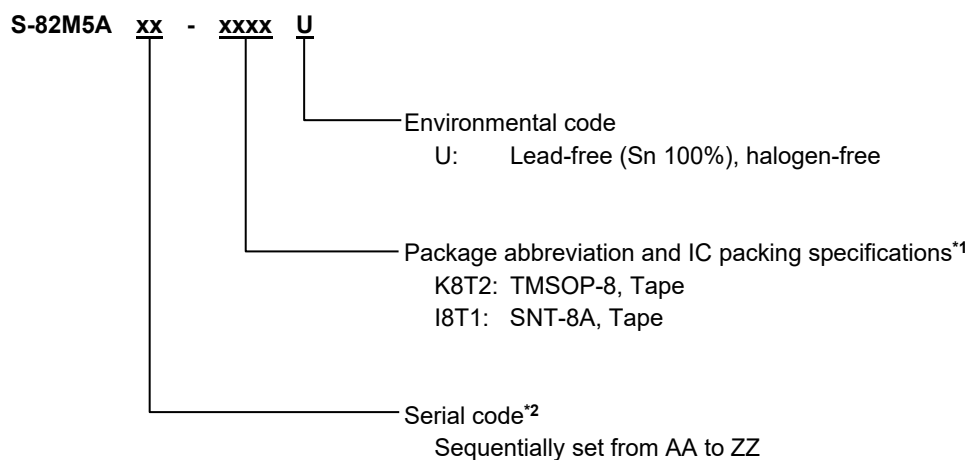 S-82M5A xx - xxxx U
Environmental code
U: Lead-free (Sn 100%), halogen-free
Package abbreviation and IC packing specifications*1
K8T2: TMSOP-8, Tape
I8T1: SNT-8A, Tape
Serial code*2
Sequentially set from AA to ZZ